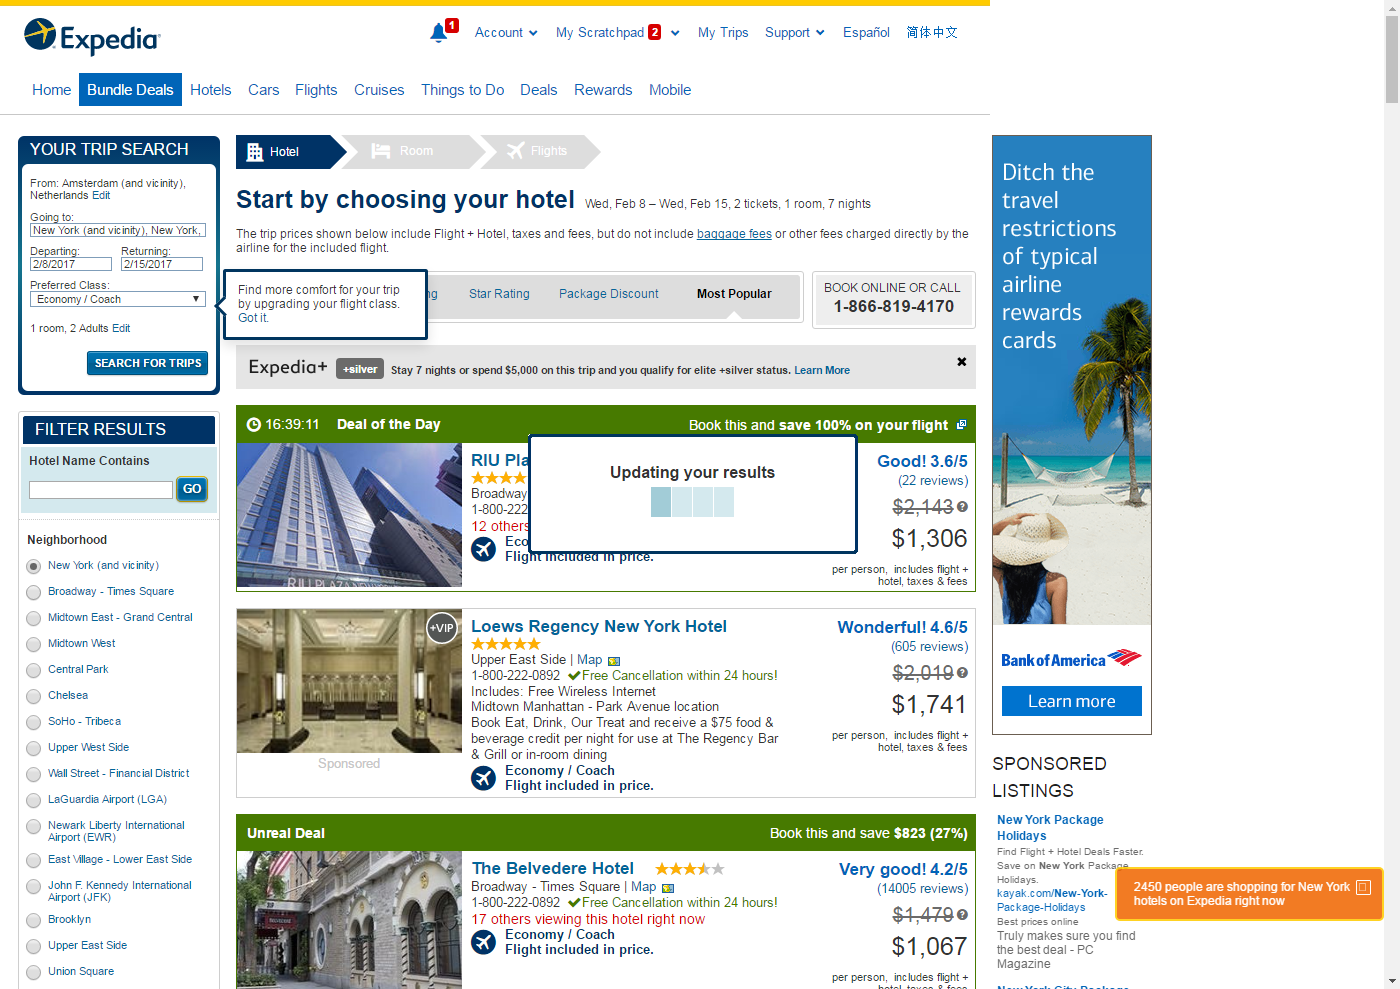 Expedia
1
Account
My Scratchpad 2
My Trips
Support
Español
简体中文
Home
Bundle Deals
Hotels
Cars
Flights
Cruises
Things to Do
Deals
Rewards
Mobile
YOUR TRIP SEARCH
From: Amsterdam (and vicinity),
Netherlands Edit
Going to:
New York (and vicinity), New York,
Departing:
Returning:
2/8/2017
2/15/2017
Preferred Class:
Economy / Coach
1 room, 2 Adults Edit
SEARCH FOR TRIPS
FILTER RESULTS
Hotel Name Contains
GO
Neighborhood
New York (and vicinity)
Broadway - Times Square
Midtown East - Grand Central
Midtown West
Central Park
Chelsea
SoHo - Tribeca
Upper West Side
Wall Street - Financial District
LaGuardia Airport (LGA)
Newark Liberty International
Airport (EWR)
East Village - Lower East Side
John F. Kennedy International
Airport (JFK)
Brooklyn
Upper East Side
Union Square
Hotel
Room
Flights
Start by choosing your hotel
Wed, Feb 8 – Wed, Feb 15, 2 tickets, 1 room, 7 nights
The trip prices shown below include Flight + Hotel, taxes and fees, but do not include baggage fees or other fees charged directly by the
airline for the included flight.
Find more comfort for your trip
by upgrading your flight class.
Got it.
ng
Star Rating
Package Discount
Most Popular
BOOK ONLINE OR CALL
1-866-819-4170
Expedia+
+silver
Stay 7 nights or spend $5,000 on this trip and you qualify for elite +silver status. Learn More
16:39:11
Deal of the Day
Book this and save 100% on your flight
RIU PLAZA NEW
RIU Pla
Broadway
1-800-222
12 others
Eco
Flight included in price.
Updating your results
Good! 3.6/5
(22 reviews)
$2,143
$1,306
per person, includes flight +
hotel, taxes & fees
+VIP
Sponsored
Loews Regency New York Hotel
Upper East Side | Map
1-800-222-0892 Free Cancellation within 24 hours!
Includes: Free Wireless Internet
Midtown Manhattan - Park Avenue location
Book Eat, Drink, Our Treat and receive a $75 food &
beverage credit per night for use at The Regency Bar
& Grill or in-room dining
Economy / Coach
Flight included in price.
Wonderful! 4.6/5
(605 reviews)
$2,019
$1,741
per person, includes flight +
hotel, taxes & fees
Unreal Deal
Book this and save $823 (27%)
The Belvedere Hotel
Broadway - Times Square | Map
1-800-222-0892 Free Cancellation within 24 hours!
17 others viewing this hotel right now
Economy / Coach
Flight included in price.
Very good! 4.2/5
(14005 reviews)
$1,479
$1,067
per person, includes flight +
hotel, taxes & fees
Ditch the
travel
restrictions
of typical
airline
rewards
cards
Bank of America
Learn more
SPONSORED
LISTINGS
New York Package
Holidays
Find Flight + Hotel Deals Faster.
Save on New York Package
Holidays.
kayak.com/New-York-
Package-Holidays
Best prices online
Truly makes sure you find
the best deal - PC
Magazine
New York City Package
2450 people are shopping for New York
hotels on Expedia right now